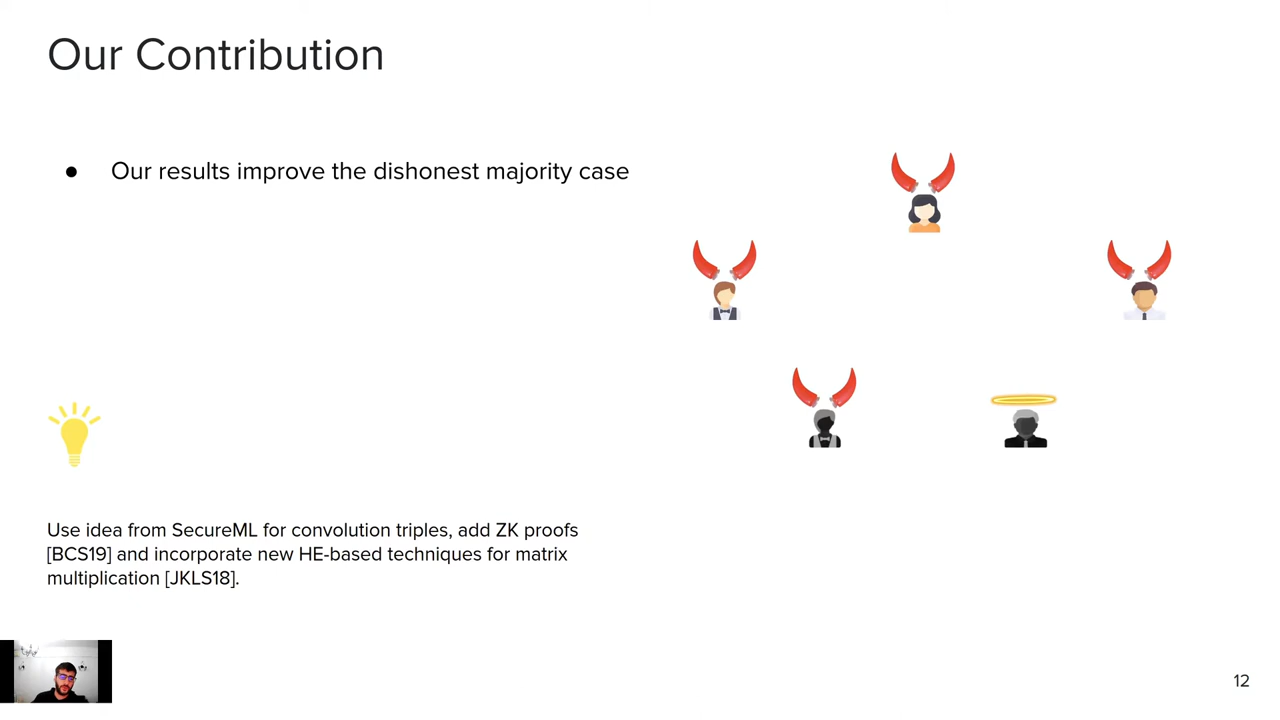 Our Contribution
● Our results improve the dishonest majority case
Use idea from SecureML for convolution triples, add ZK proofs
[BCS19] and incorporate new HE-based techniques for matrix
multiplication [JKLS18].
12